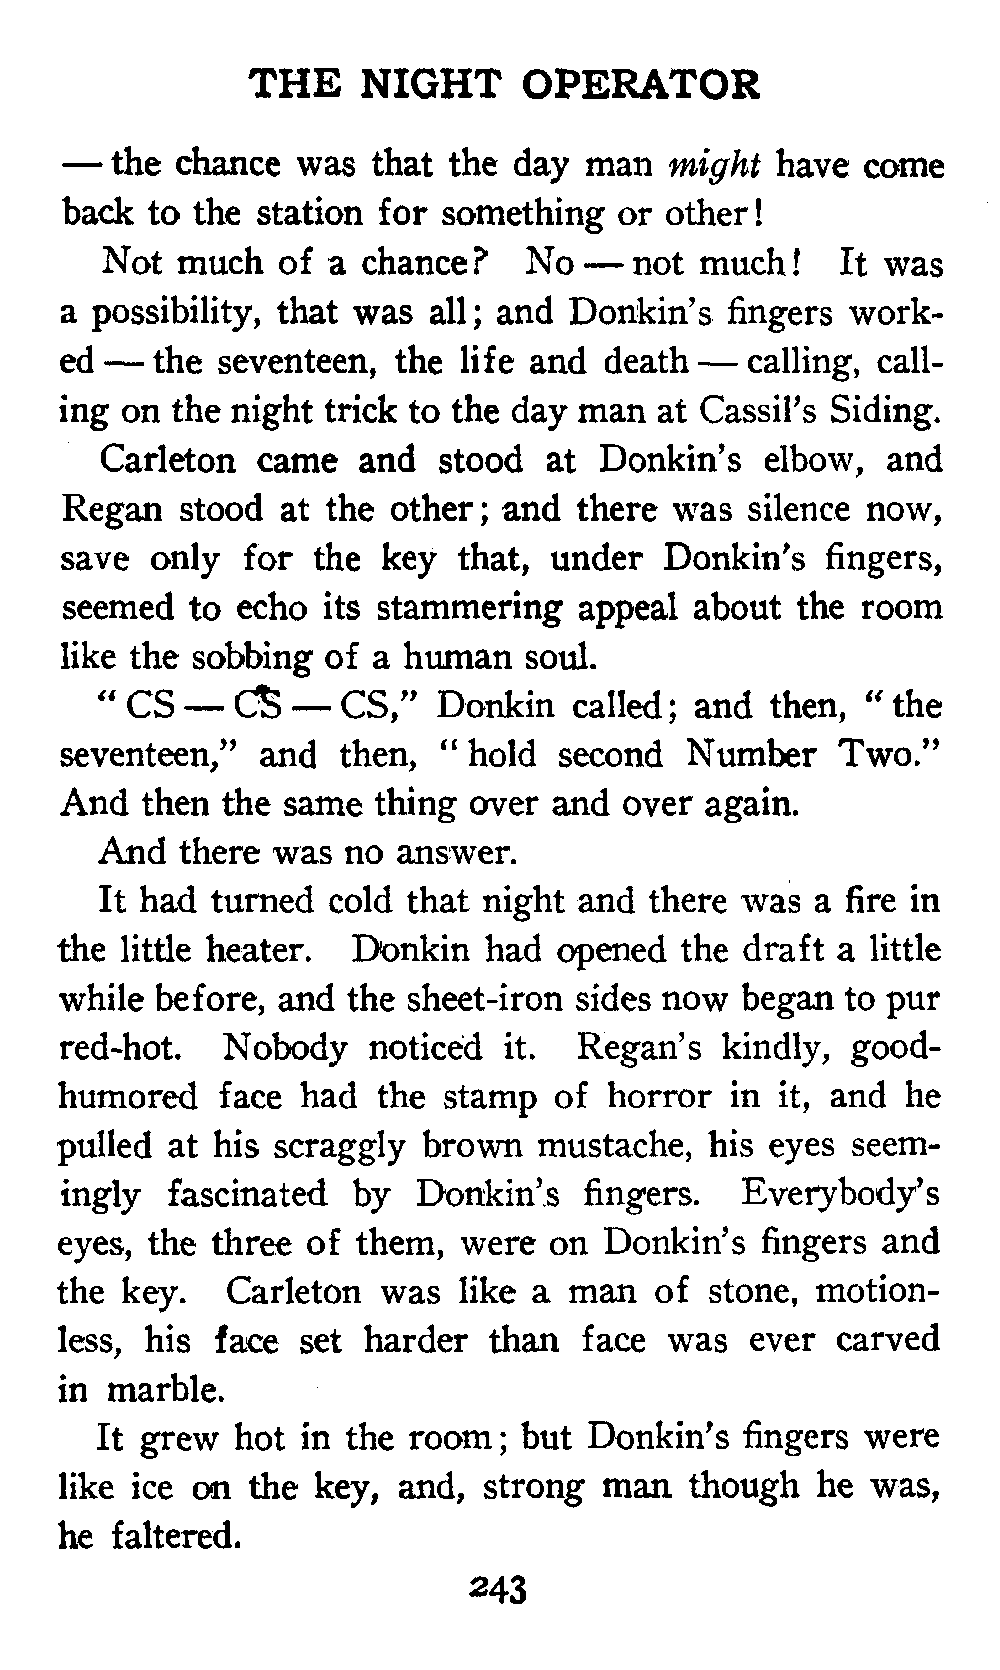 THE NIGHT OPERATOR
— the chance was that the day man might have come
back to the station for something or other!
Not much of a chance? No — not much! It was
a possibility, that was all; and Donkin's fingers work-
ed — the seventeen, the life and death — calling, call-
ing on the night trick to the day man at Cassil's Siding.
Carleton came and stood at Donkin's elbow, and
Regan stood at the other; and there was silence now,
save only for the key that, under Donkin's fingers,
seemed to echo its stammering appeal about the room
like the sobbing of a human soul.
" CS — CS — CS," Donkin called; and then, " the
seventeen," and then, " hold second Number Two."
And then the same thing over and over again.
And there was no answer.
It had turned cold that night and there was a fire in
the little heater. Donkin had opened the draft a little
while before, and the sheet-iron sides now began to pur
red-hot. Nobody noticed it. Regan's kindly, good-
humored face had the stamp of horror in it, and he
pulled at his scraggly brown mustache, his eyes seem-
ingly fascinated by Donkin's fingers. Everybody's
eyes, the three of them, were on Donkin's fingers and
the key. Carleton was like a man of stone, motion-
less, his face set harder than face was ever carved
in marble.
It grew hot in the room; but Donkin's fingers were
like ice on the key, and, strong man though he was,
he faltered.
243